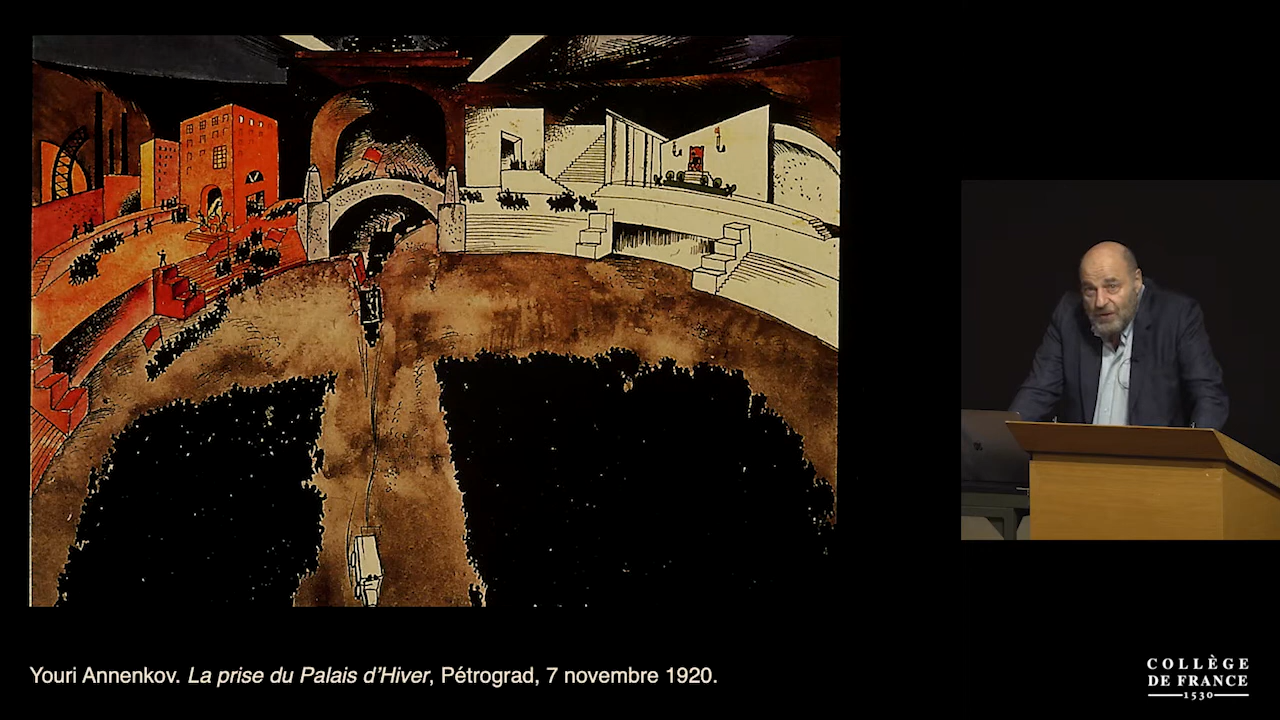 Youri Annenkov. La prise du Palais d’Hiver, Pétrograd, 7 novembre 1920.
COLLÈGE
DE FRANCE
1530